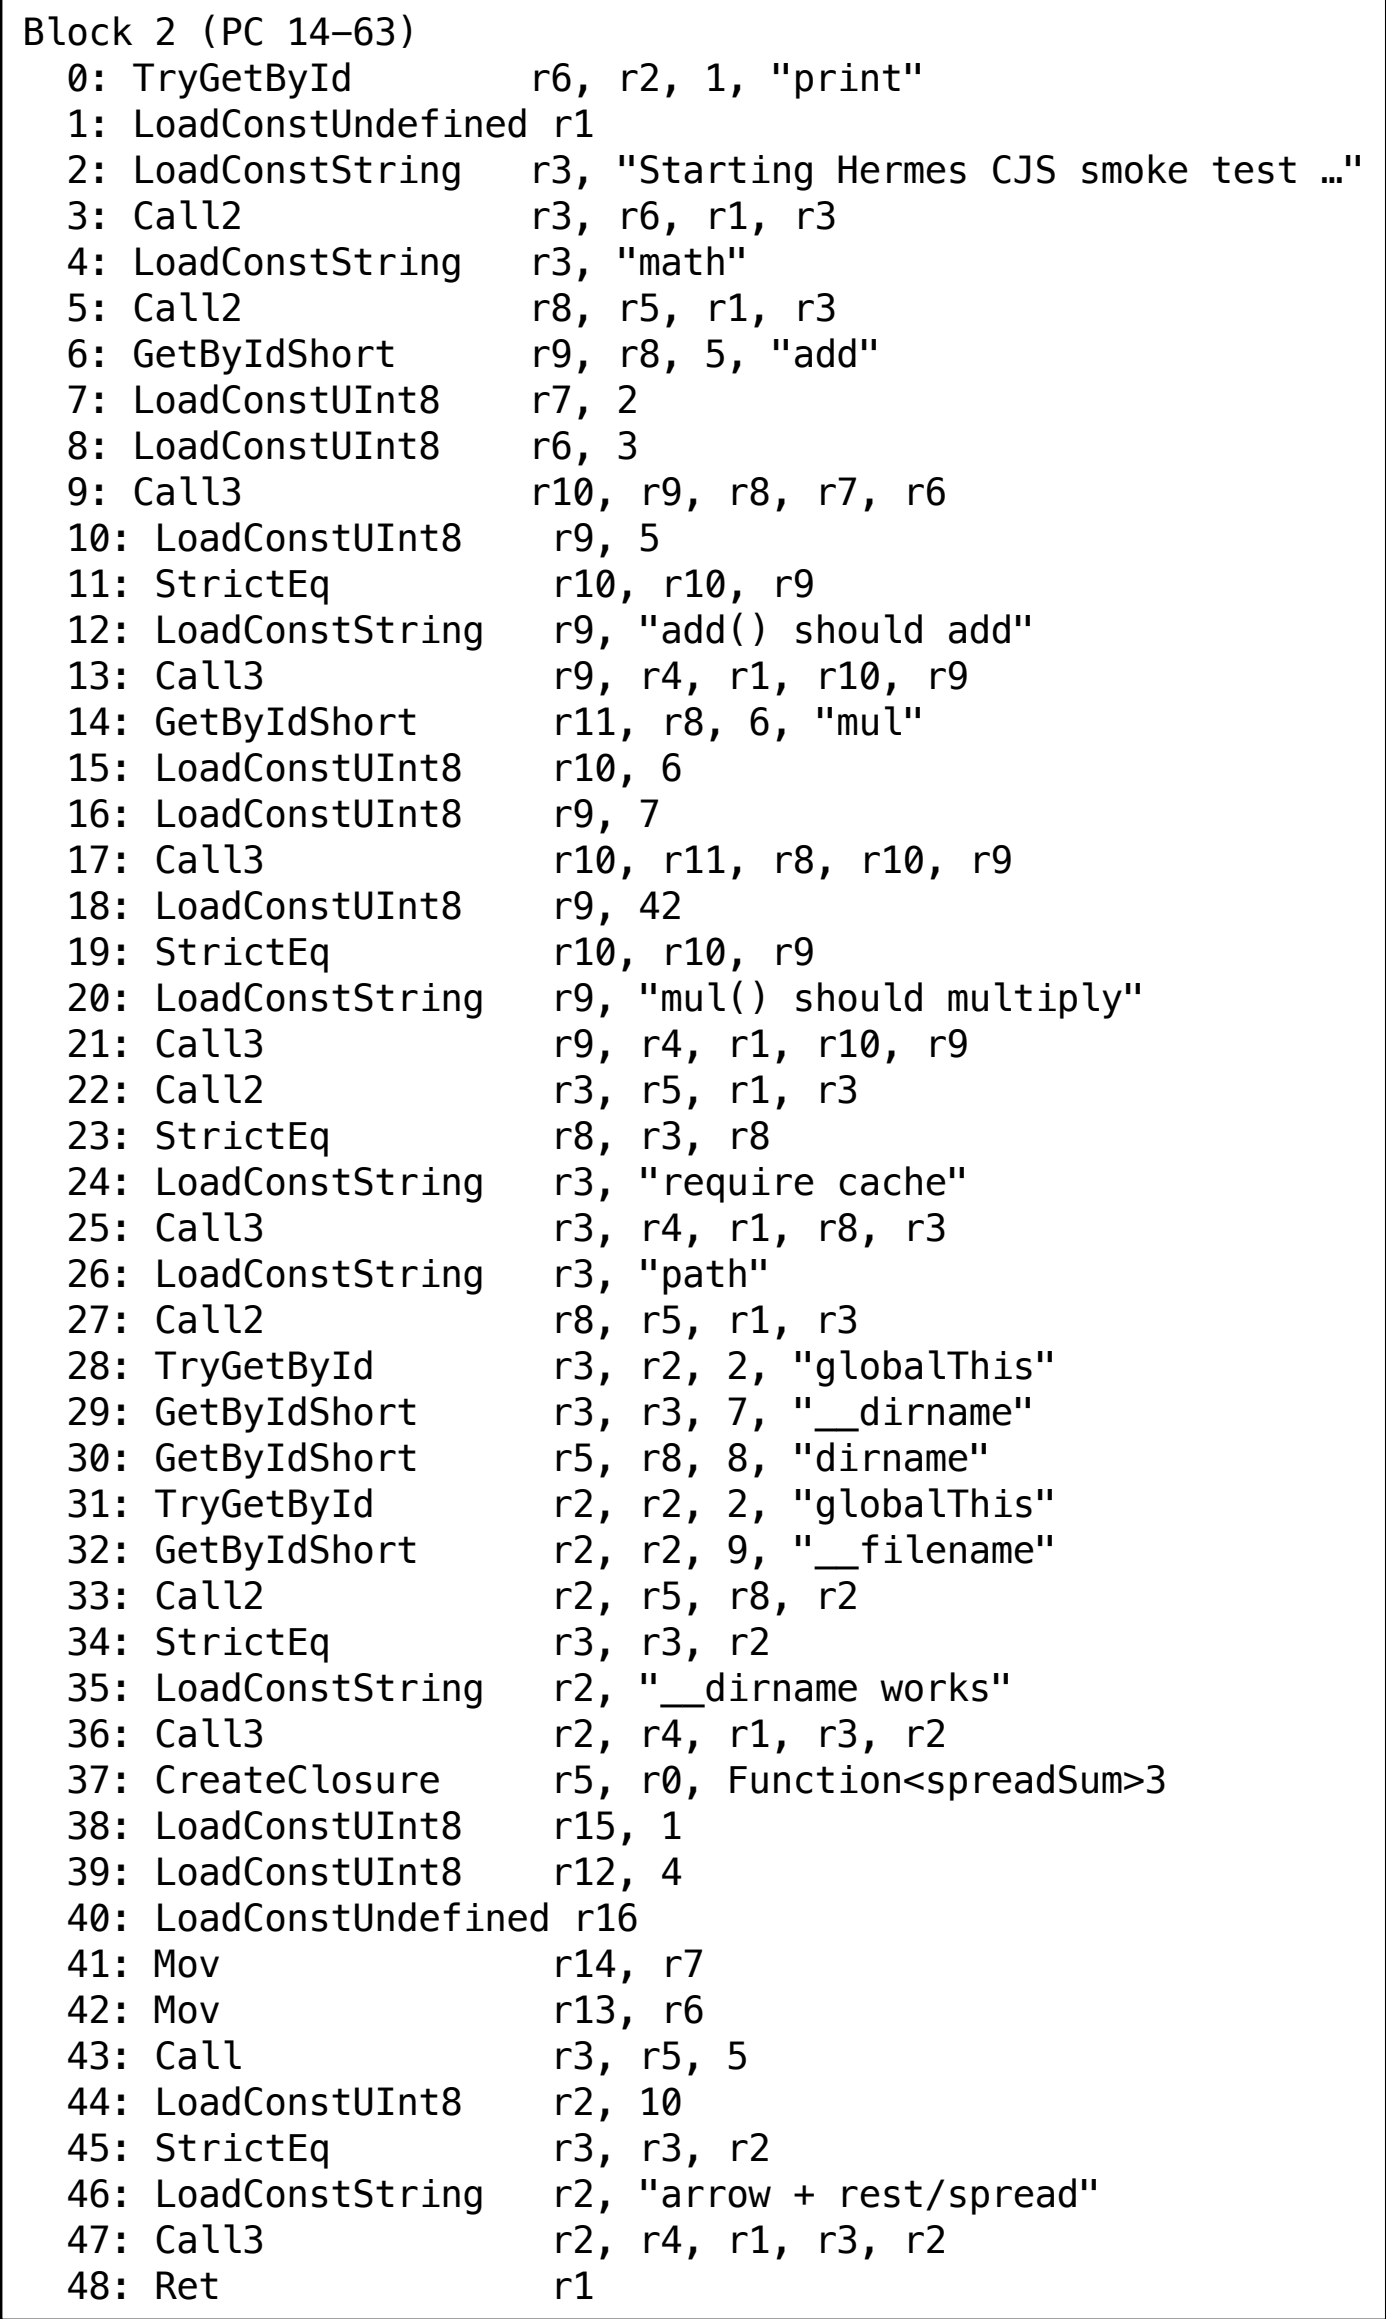 Block 2 (PC 14–63)
0: TryGetById r6, r2, 1, "print"
1: LoadConstUndefined r1
2: LoadConstString r3, "Starting Hermes CJS smoke test …"
3: Call2 r3, r6, r1, r3
4: LoadConstString r3, "math"
5: Call2 r8, r5, r1, r3
6: GetByIdShort r9, r8, 5, "add"
7: LoadConstUInt8 r7, 2
8: LoadConstUInt8 r6, 3
9: Call3 r10, r9, r8, r7, r6
10: LoadConstUInt8 r9, 5
11: StrictEq r10, r10, r9
12: LoadConstString r9, "add() should add"
13: Call3 r9, r4, r1, r10, r9
14: GetByIdShort r11, r8, 6, "mul"
15: LoadConstUInt8 r10, 6
16: LoadConstUInt8 r9, 7
17: Call3 r10, r11, r8, r10, r9
18: LoadConstUInt8 r9, 42
19: StrictEq r10, r10, r9
20: LoadConstString r9, "mul() should multiply"
21: Call3 r9, r4, r1, r10, r9
22: Call2 r3, r5, r1, r3
23: StrictEq r8, r3, r8
24: LoadConstString r3, "require cache"
25: Call3 r3, r4, r1, r8, r3
26: LoadConstString r3, "path"
27: Call2 r8, r5, r1, r3
28: TryGetById r3, r2, 2, "globalThis"
29: GetByIdShort r3, r3, 7, "__dirname"
30: GetByIdShort r5, r8, 8, "dirname"
31: TryGetById r2, r2, 2, "globalThis"
32: GetByIdShort r2, r2, 9, "__filename"
33: Call2 r2, r5, r8, r2
34: StrictEq r3, r3, r2
35: LoadConstString r2, "__dirname works"
36: Call3 r2, r4, r1, r3, r2
37: CreateClosure r5, r0, Function<spreadSum>3
38: LoadConstUInt8 r15, 1
39: LoadConstUInt8 r12, 4
40: LoadConstUndefined r16
41: Mov r14, r7
42: Mov r13, r6
43: Call r3, r5, 5
44: LoadConstUInt8 r2, 10
45: StrictEq r3, r3, r2
46: LoadConstString r2, "arrow + rest/spread"
47: Call3 r2, r4, r1, r3, r2
48: Ret r1